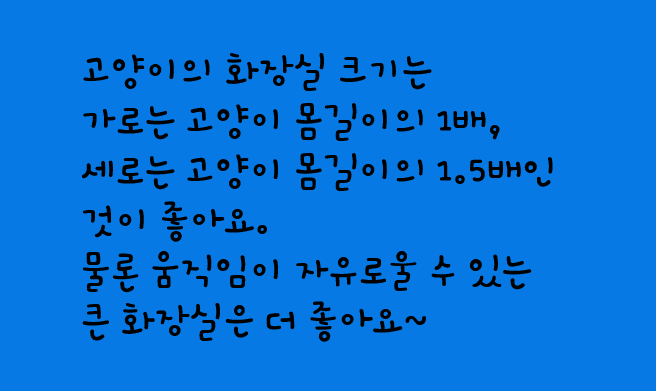 고양이의 화장실 크기는
가로는 고양이 몸길이의 1배,
세로는 고양이 몸길이의 1.5배인
것이 좋아요.
물론 움직임이 자유로울 수 있는
큰 화장실은 더 좋아요~